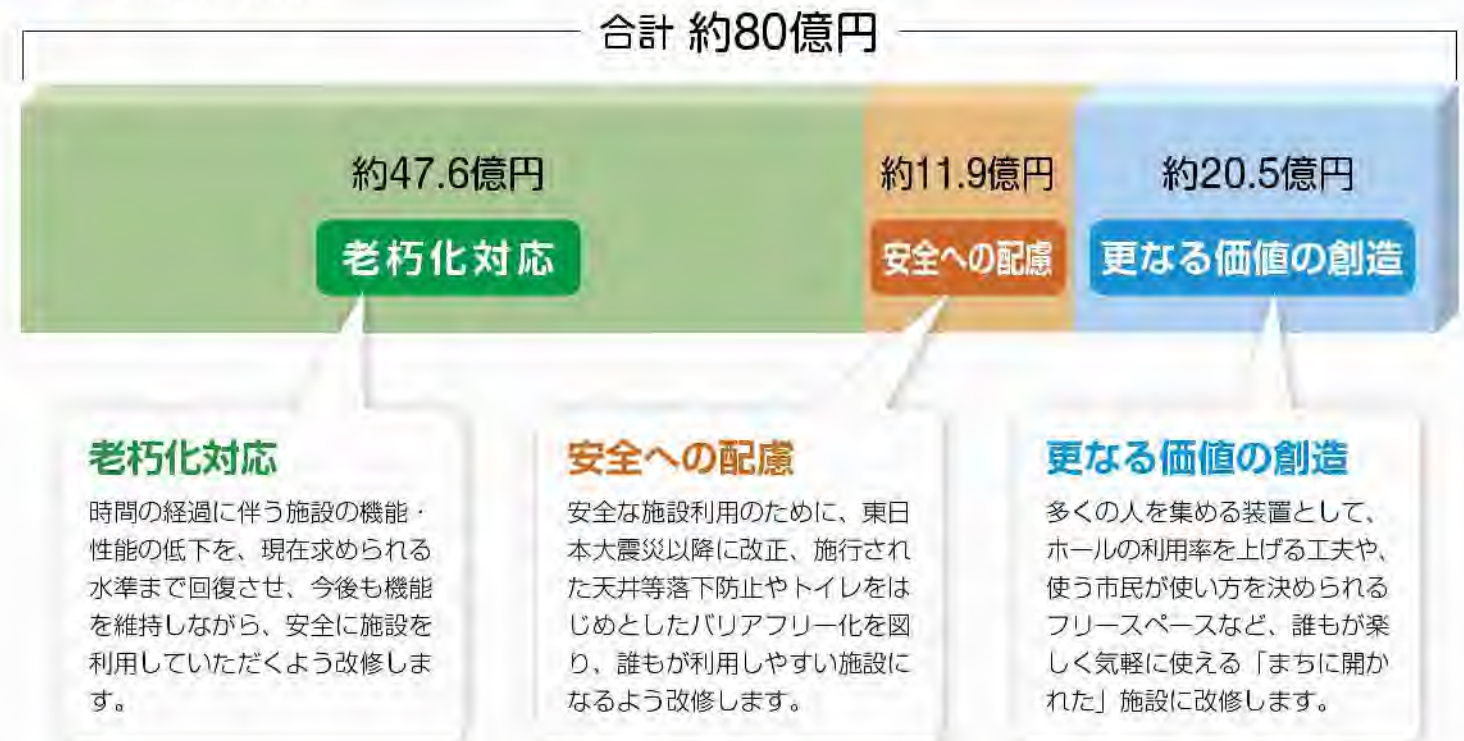 合計 約80億円
約47.6億円
老朽化対応
約11.9億円
安全への配慮
約20.5億円
更なる価値の創造
老朽化対応
時間の経過に伴う施設の機能・
性能の低下を、現在求められる
水準まで回復させ、今後も機能
を維持しながら、安全に施設を
利用していただくよう改修しま
す。
安全への配慮
安全な施設利用のために、東日
本大震災以降に改正、施行され
た天井等落下防止やトイレをは
じめとしたバリアフリー化を図
り、誰もが利用しやすい施設に
なるよう改修します。
更なる価値の創造
多くの人を集める装置として、
ホールの利用率を上げる工夫や、
使う市民が使い方を決められる
フリースペースなど、誰もが楽
しく気軽に使える「まちに開か
れた」施設に改修します。